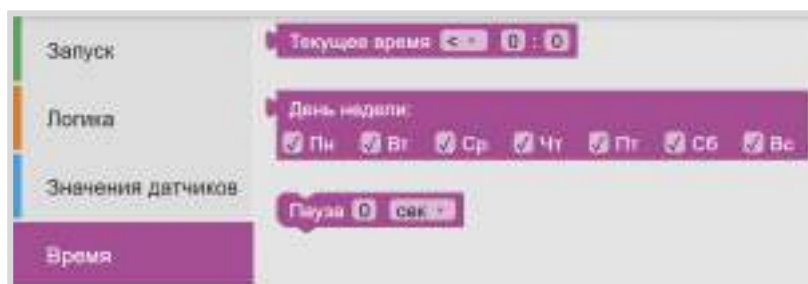 Запуск
Логика
Значения датчиков
Время
Текущее время < 0 : 0
День недели:
Пн Вт Ср Чт Пт Сб Вс
Пауза 0 сек